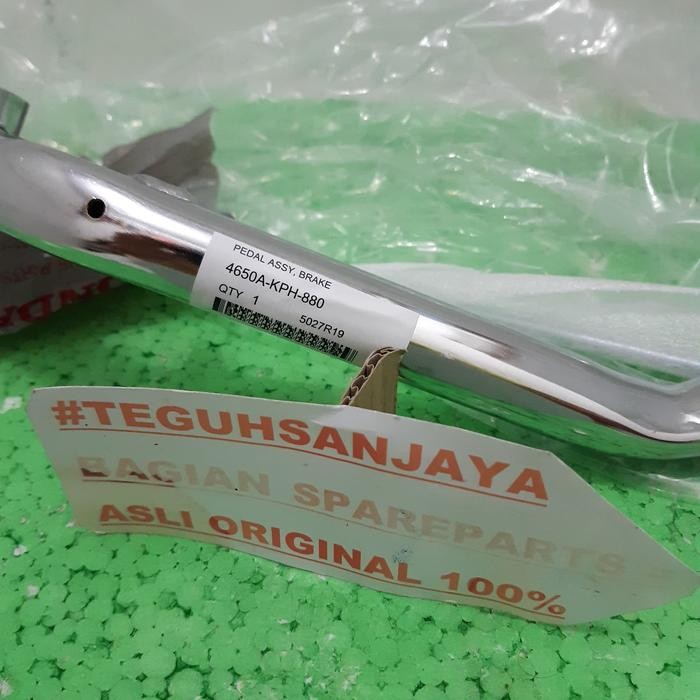 PEDAL ASSY, BRAKE
4650A-KPH-880
QTY 1
5027R19
#TEGUHSANJAYA
BAGIAN SPAREPARTS
ASLI ORIGINAL 100%